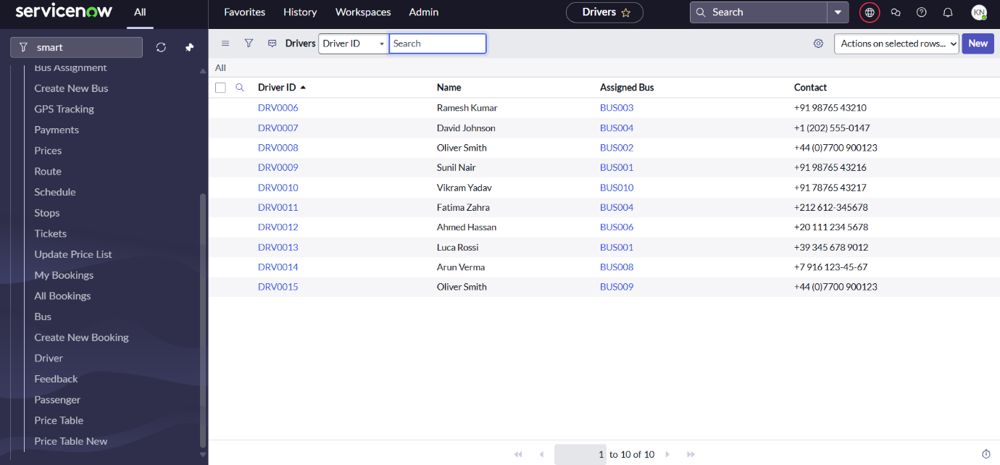 servicenow All Favorites History Workspaces Admin Drivers Search KN
smart
Bus Assignment
Create New Bus
GPS Tracking
Payments
Prices
Route
Schedule
Stops
Tickets
Update Price List
My Bookings
All Bookings
Bus
Create New Booking
Driver
Feedback
Passenger
Price Table
Price Table New
Drivers Driver ID Search Actions on selected rows... New
All
Driver ID Name Assigned Bus Contact
DRV0006 Ramesh Kumar BUS003 +91 98765 43210
DRV0007 David Johnson BUS004 +1 (202) 555-0147
DRV0008 Oliver Smith BUS002 +44 (0)7700 900123
DRV0009 Sunil Nair BUS001 +91 98765 43216
DRV0010 Vikram Yadav BUS010 +91 78765 43217
DRV0011 Fatima Zahra BUS004 +212 612-345678
DRV0012 Ahmed Hassan BUS006 +20 111 234 5678
DRV0013 Luca Rossi BUS001 +39 345 678 9012
DRV0014 Arun Verma BUS008 +7 916 123-45-67
DRV0015 Oliver Smith BUS009 +44 (0)7700 900123
1 to 10 of 10